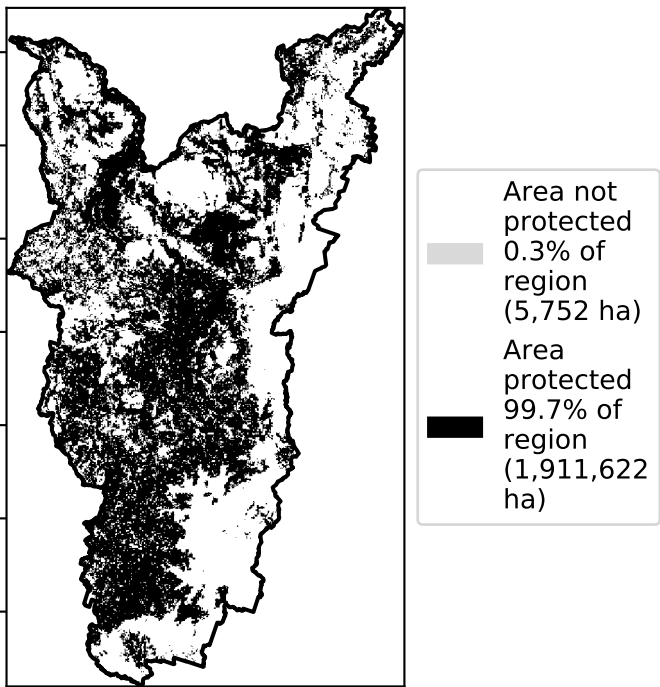 Area not
protected
0.3% of
region
(5,752 ha)
Area
protected
99.7% of
region
(1,911,622
ha)